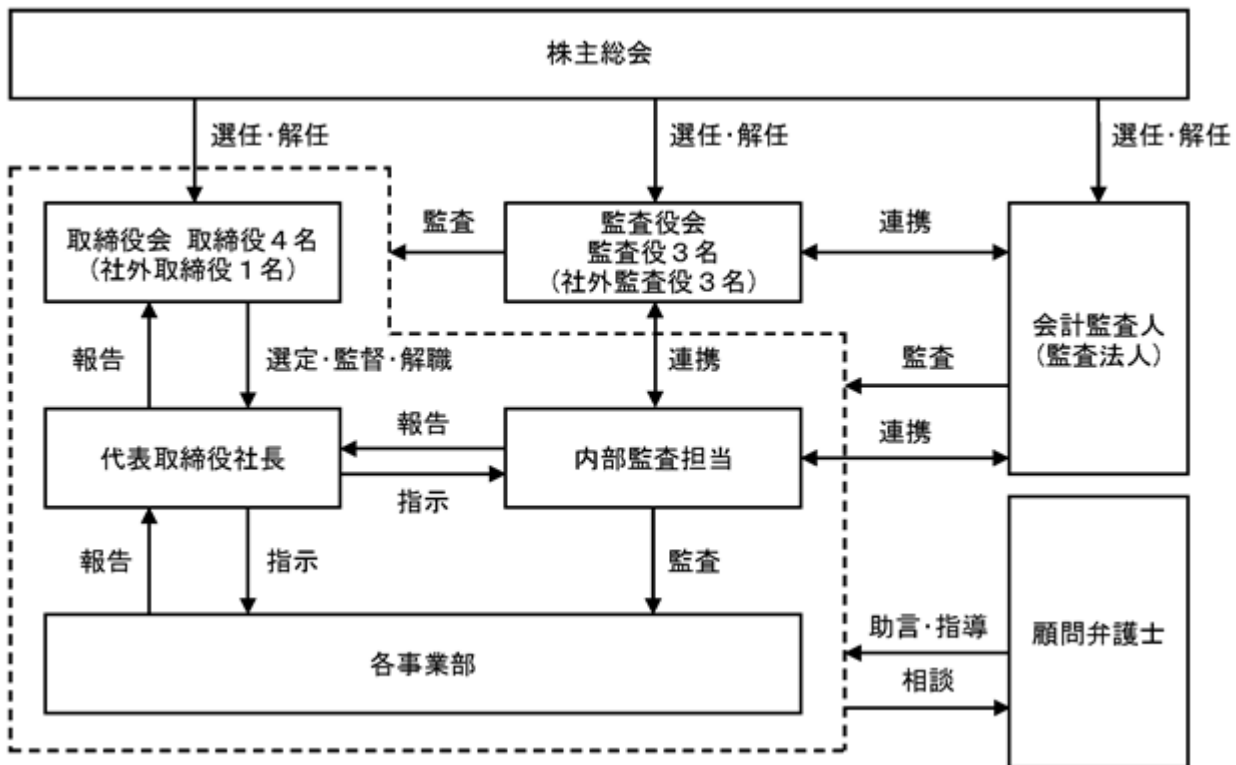 株主総会
選任・解任
選任・解任
選任・解任
取締役会 取締役４名
（社外取締役１名）
監査
監査役会
監査役３名
（社外監査役３名）
連携
会計監査人
（監査法人）
報告
選定・監督・解職
連携
監査
代表取締役社長
報告
指示
内部監査担当
連携
報告
指示
監査
各事業部
助言・指導
相談
顧問弁護士